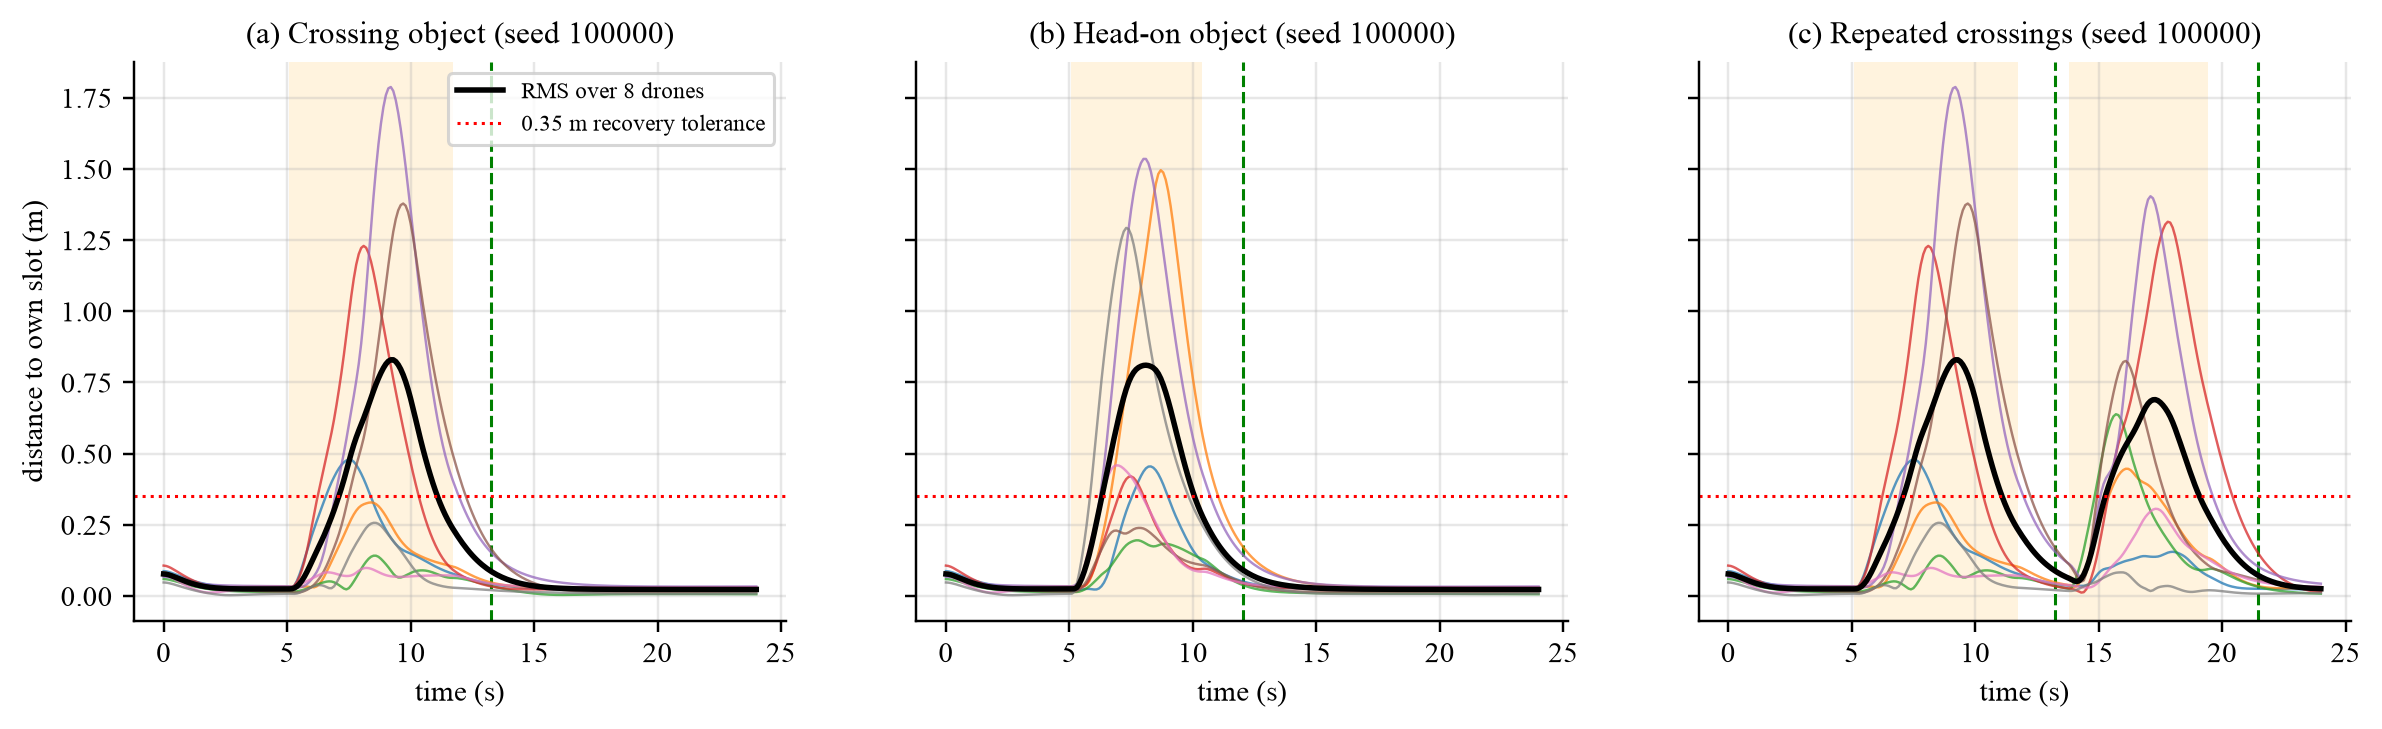 (a) Crossing object (seed 100000)
(b) Head-on object (seed 100000)
(c) Repeated crossings (seed 100000)
RMS over 8 drones
0.35 m recovery tolerance
distance to own slot (m)
1.75
1.50
1.25
1.00
0.75
0.50
0.25
0.00
0 5 10 15 20 25
0 5 10 15 20 25
0 5 10 15 20 25
time (s)
time (s)
time (s)